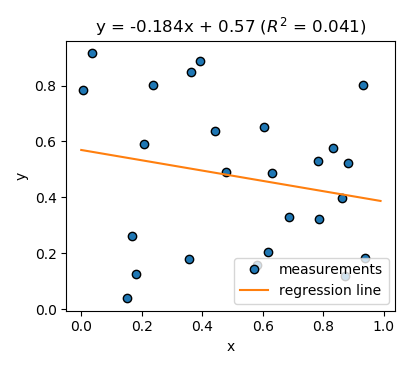 y = -0.184x + 0.57 (R² = 0.041)
0.8
0.6
0.4
0.2
0.0
y
measurements
regression line
0.0 0.2 0.4 0.6 0.8 1.0
x